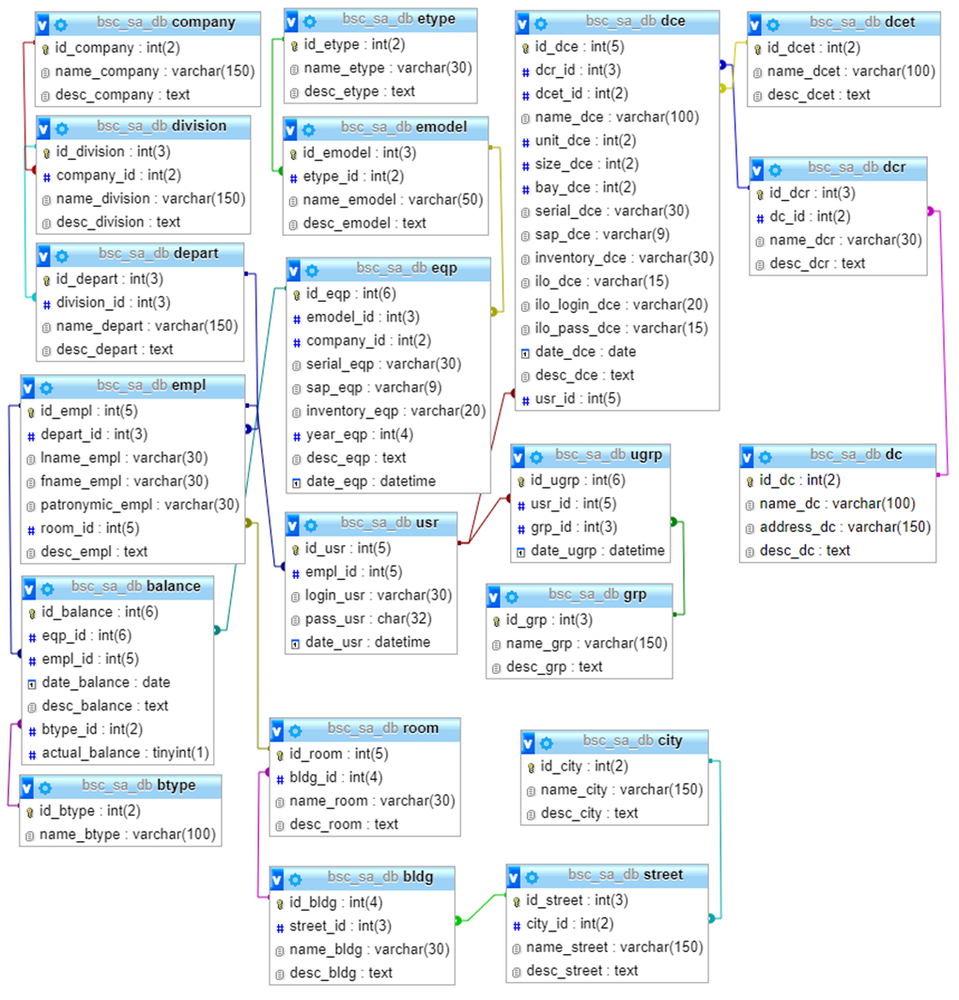 bsc_sa_db company
id_company : int(2)
name_company : varchar(150)
desc_company : text
bsc_sa_db division
id_division : int(3)
company_id : int(2)
name_division : varchar(150)
desc_division : text
bsc_sa_db depart
id_depart : int(3)
division_id : int(3)
name_depart : varchar(150)
desc_depart : text
bsc_sa_db empl
id_empl : int(5)
depart_id : int(3)
lname_empl : varchar(30)
fname_empl : varchar(30)
patronymic_empl : varchar(30)
room_id : int(5)
desc_empl : text
bsc_sa_db balance
id_balance : int(6)
eqp_id : int(6)
empl_id : int(5)
date_balance : date
desc_balance : text
btype_id : int(2)
actual_balance : tinyint(1)
bsc_sa_db btype
id_btype : int(2)
name_btype : varchar(100)
bsc_sa_db etype
id_etype : int(2)
name_etype : varchar(30)
desc_etype : text
bsc_sa_db emodel
id_emodel : int(3)
etype_id : int(2)
name_emodel : varchar(50)
desc_emodel : text
bsc_sa_db eqp
id_eqp : int(6)
emodel_id : int(3)
company_id : int(2)
serial_eqp : varchar(30)
sap_eqp : varchar(9)
inventory_eqp : varchar(20)
year_eqp : int(4)
desc_eqp : text
date_eqp : datetime
bsc_sa_db usr
id_usr : int(5)
empl_id : int(5)
login_usr : varchar(30)
pass_usr : char(32)
date_usr : datetime
bsc_sa_db room
id_room : int(5)
bldg_id : int(4)
name_room : varchar(30)
desc_room : text
bsc_sa_db bldg
id_bldg : int(4)
street_id : int(3)
name_bldg : varchar(30)
desc_bldg : text
bsc_sa_db dce
id_dce : int(5)
dcr_id : int(3)
dcet_id : int(2)
name_dce : varchar(100)
unit_dce : int(2)
size_dce : int(2)
bay_dce : int(2)
serial_dce : varchar(30)
sap_dce : varchar(9)
inventory_dce : varchar(30)
ilo_dce : varchar(15)
ilo_login_dce : varchar(20)
ilo_pass_dce : varchar(15)
date_dce : date
desc_dce : text
usr_id : int(5)
bsc_sa_db ugrp
id_ugrp : int(6)
usr_id : int(5)
grp_id : int(3)
date_ugrp : datetime
bsc_sa_db grp
id_grp : int(3)
name_grp : varchar(150)
desc_grp : text
bsc_sa_db city
id_city : int(2)
name_city : varchar(150)
desc_city : text
bsc_sa_db street
id_street : int(3)
city_id : int(2)
name_street : varchar(150)
desc_street : text
bsc_sa_db dcet
id_dcet : int(2)
name_dcet : varchar(100)
desc_dcet : text
bsc_sa_db dcr
id_dcr : int(3)
dc_id : int(2)
name_dcr : varchar(30)
desc_dcr : text
bsc_sa_db dc
id_dc : int(2)
name_dc : varchar(100)
address_dc : varchar(150)
desc_dc : text